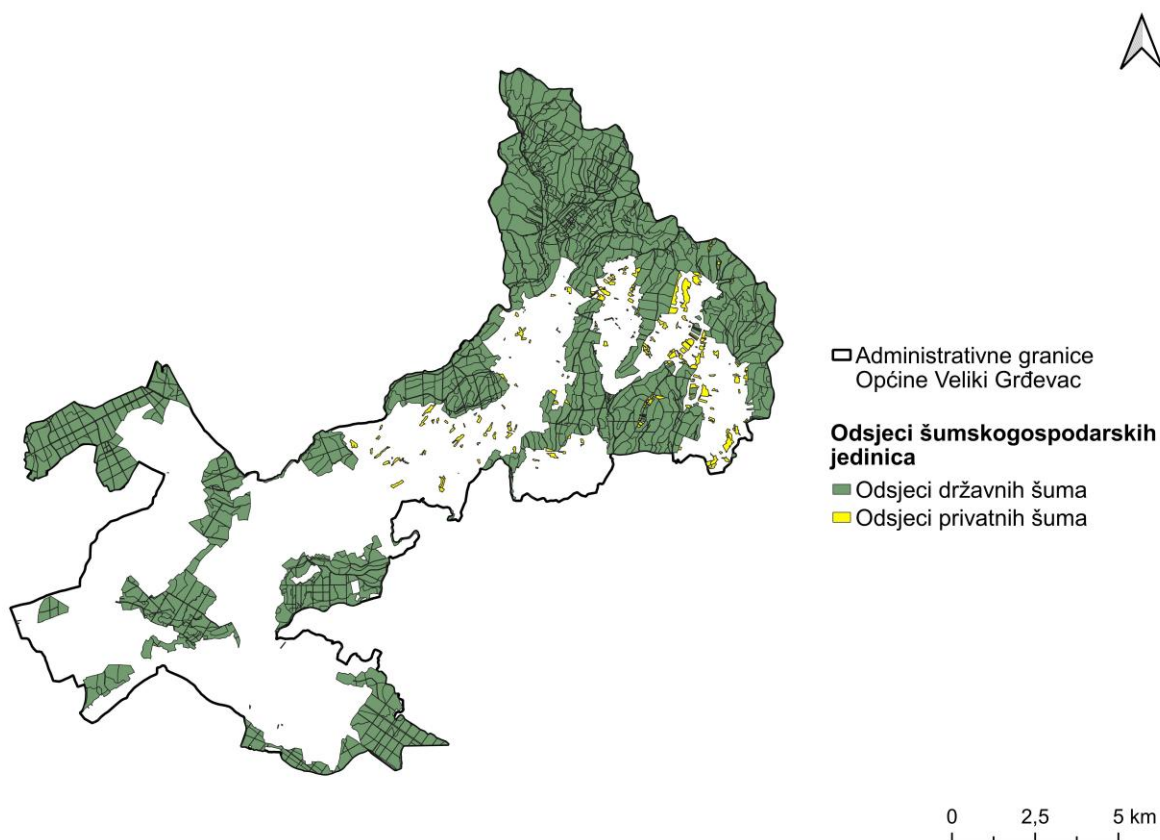 Administrativne granice
Općine Veliki Grđevac
Odsjeci šumskogospodarskih
jedinica
Odsjeci državnih šuma
Odsjeci privatnih šuma
0 2,5 5 km